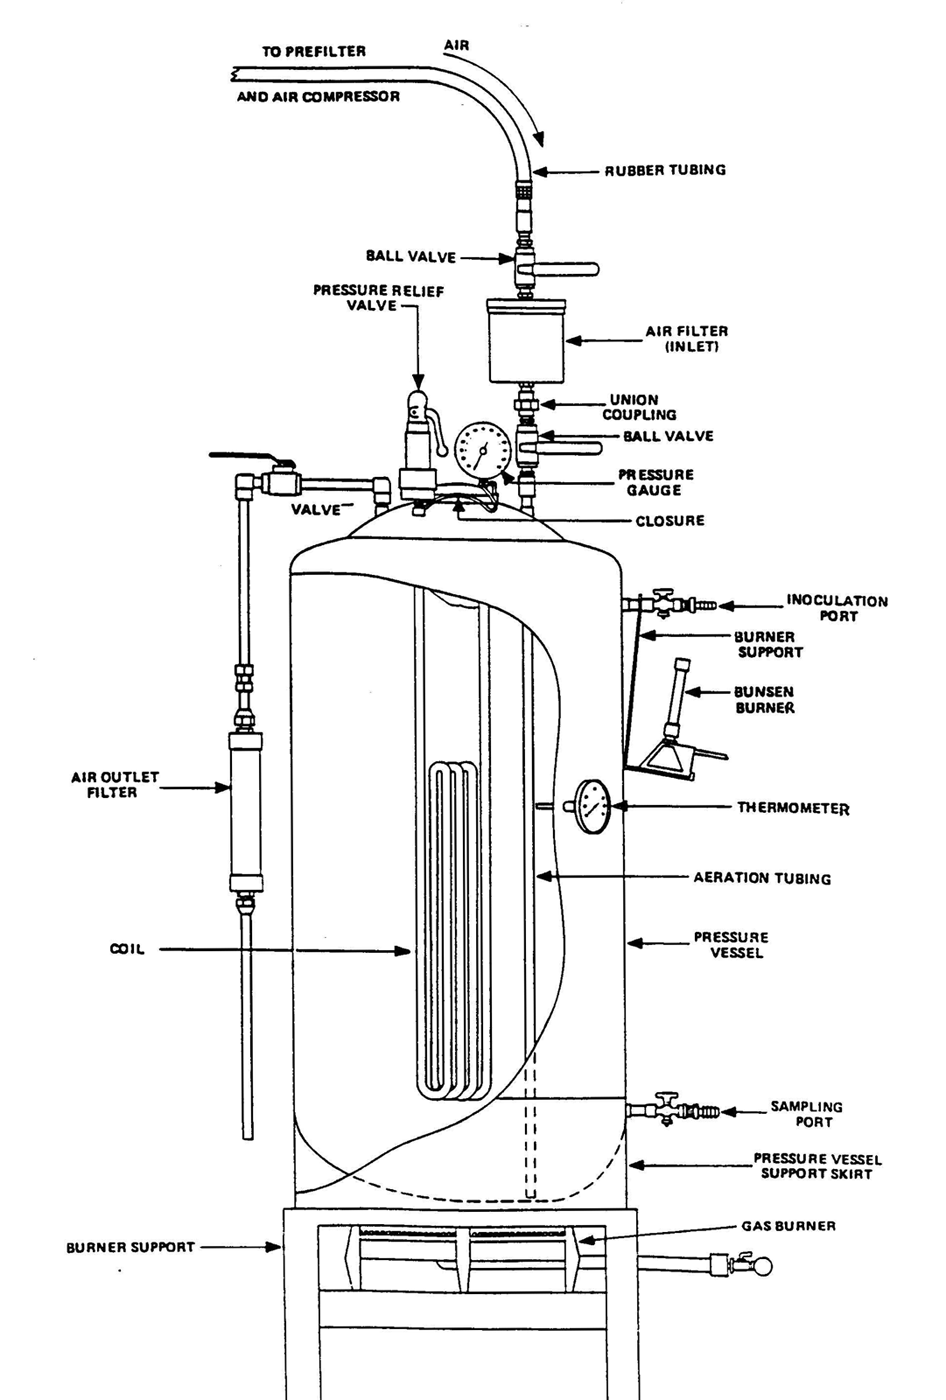 TO PREFILTER
AIR
AND AIR COMPRESSOR
RUBBER TUBING
BALL VALVE
PRESSURE RELIEF
VALVE
AIR FILTER
(INLET)
UNION
COUPLING
BALL VALVE
PRESSURE
GAUGE
VALVE
CLOSURE
INOCULATION
PORT
BURNER
SUPPORT
BUNSEN
BURNER
AIR OUTLET
FILTER
THERMOMETER
AERATION TUBING
COIL
PRESSURE
VESSEL
SAMPLING
PORT
PRESSURE VESSEL
SUPPORT SKIRT
GAS BURNER
BURNER SUPPORT